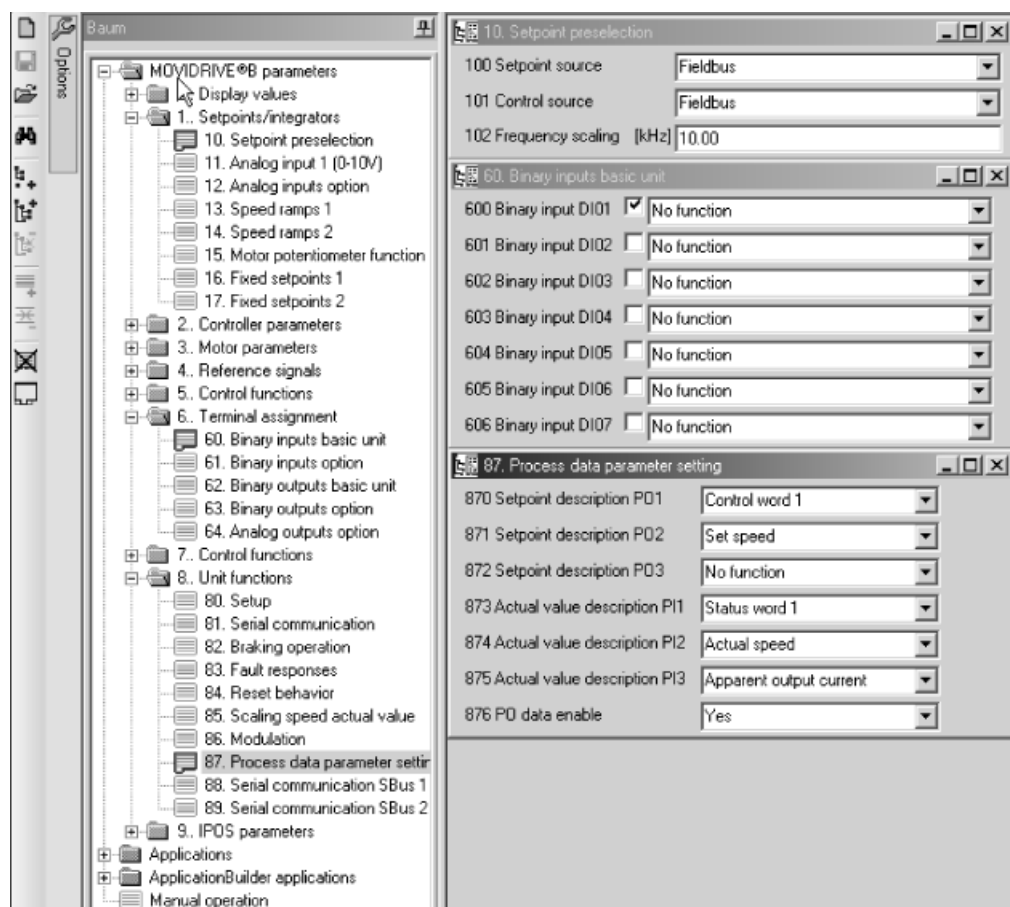 Options
Baum
MOVIDRIVE®B parameters
Display values
1.. Setpoints/integrators
10. Setpoint preselection
11. Analog input 1 (0-10V)
12. Analog inputs option
13. Speed ramps 1
14. Speed ramps 2
15. Motor potentiometer function
16. Fixed setpoints 1
17. Fixed setpoints 2
2.. Controller parameters
3.. Motor parameters
4.. Reference signals
5.. Control functions
6.. Terminal assignment
60. Binary inputs basic unit
61. Binary inputs option
62. Binary outputs basic unit
63. Binary outputs option
64. Analog outputs option
7.. Control functions
8.. Unit functions
80. Setup
81. Serial communication
82. Braking operation
83. Fault responses
84. Reset behavior
85. Scaling speed actual value
86. Modulation
87. Process data parameter settin
88. Serial communication SBus 1
89. Serial communication SBus 2
9.. IPOS parameters
Applications
ApplicationBuilder applications
Manual operation
10. Setpoint preselection
100 Setpoint source Fieldbus
101 Control source Fieldbus
102 Frequency scaling [kHz] 10.00
60. Binary inputs basic unit
600 Binary input DI01 No function
601 Binary input DI02 No function
602 Binary input DI03 No function
603 Binary input DI04 No function
604 Binary input DI05 No function
605 Binary input DI06 No function
606 Binary input DI07 No function
87. Process data parameter setting
870 Setpoint description PO1 Control word 1
871 Setpoint description PO2 Set speed
872 Setpoint description PO3 No function
873 Actual value description PI1 Status word 1
874 Actual value description PI2 Actual speed
875 Actual value description PI3 Apparent output current
876 PO data enable Yes